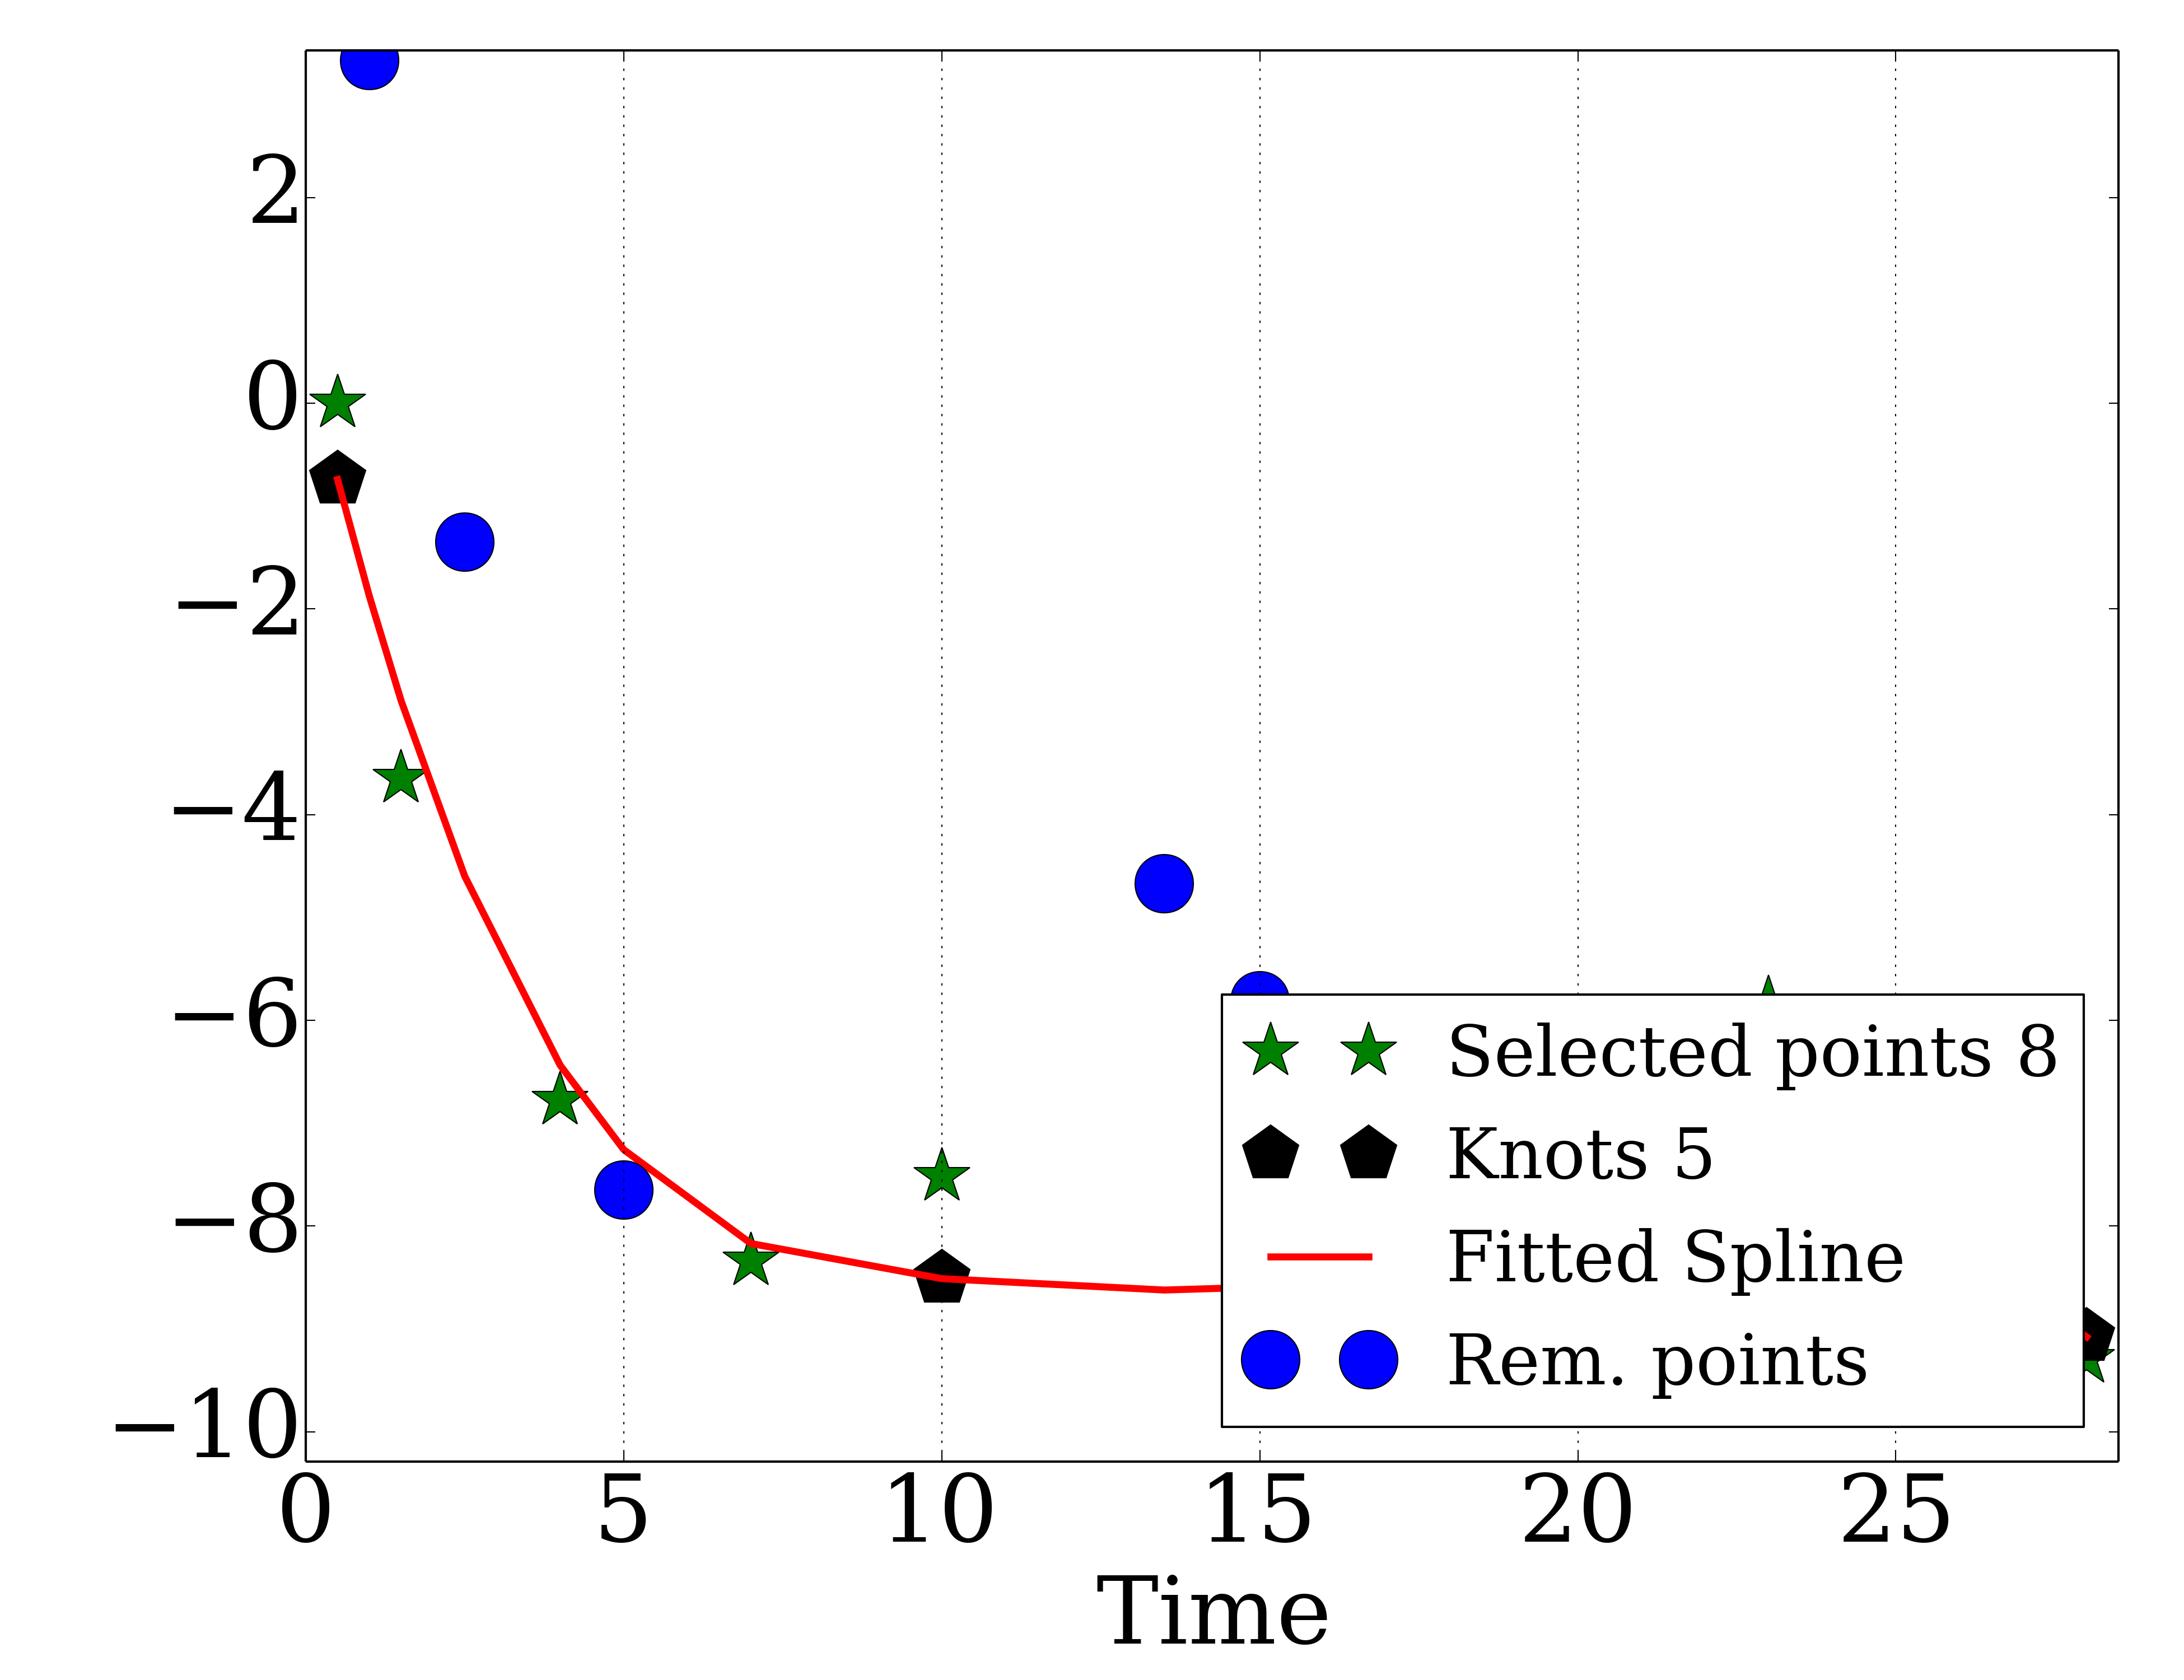 2
0
−2
−4
−6
−8
−10
0 5 10 15 20 25
Time
Selected points 8
Knots 5
Fitted Spline
Rem. points